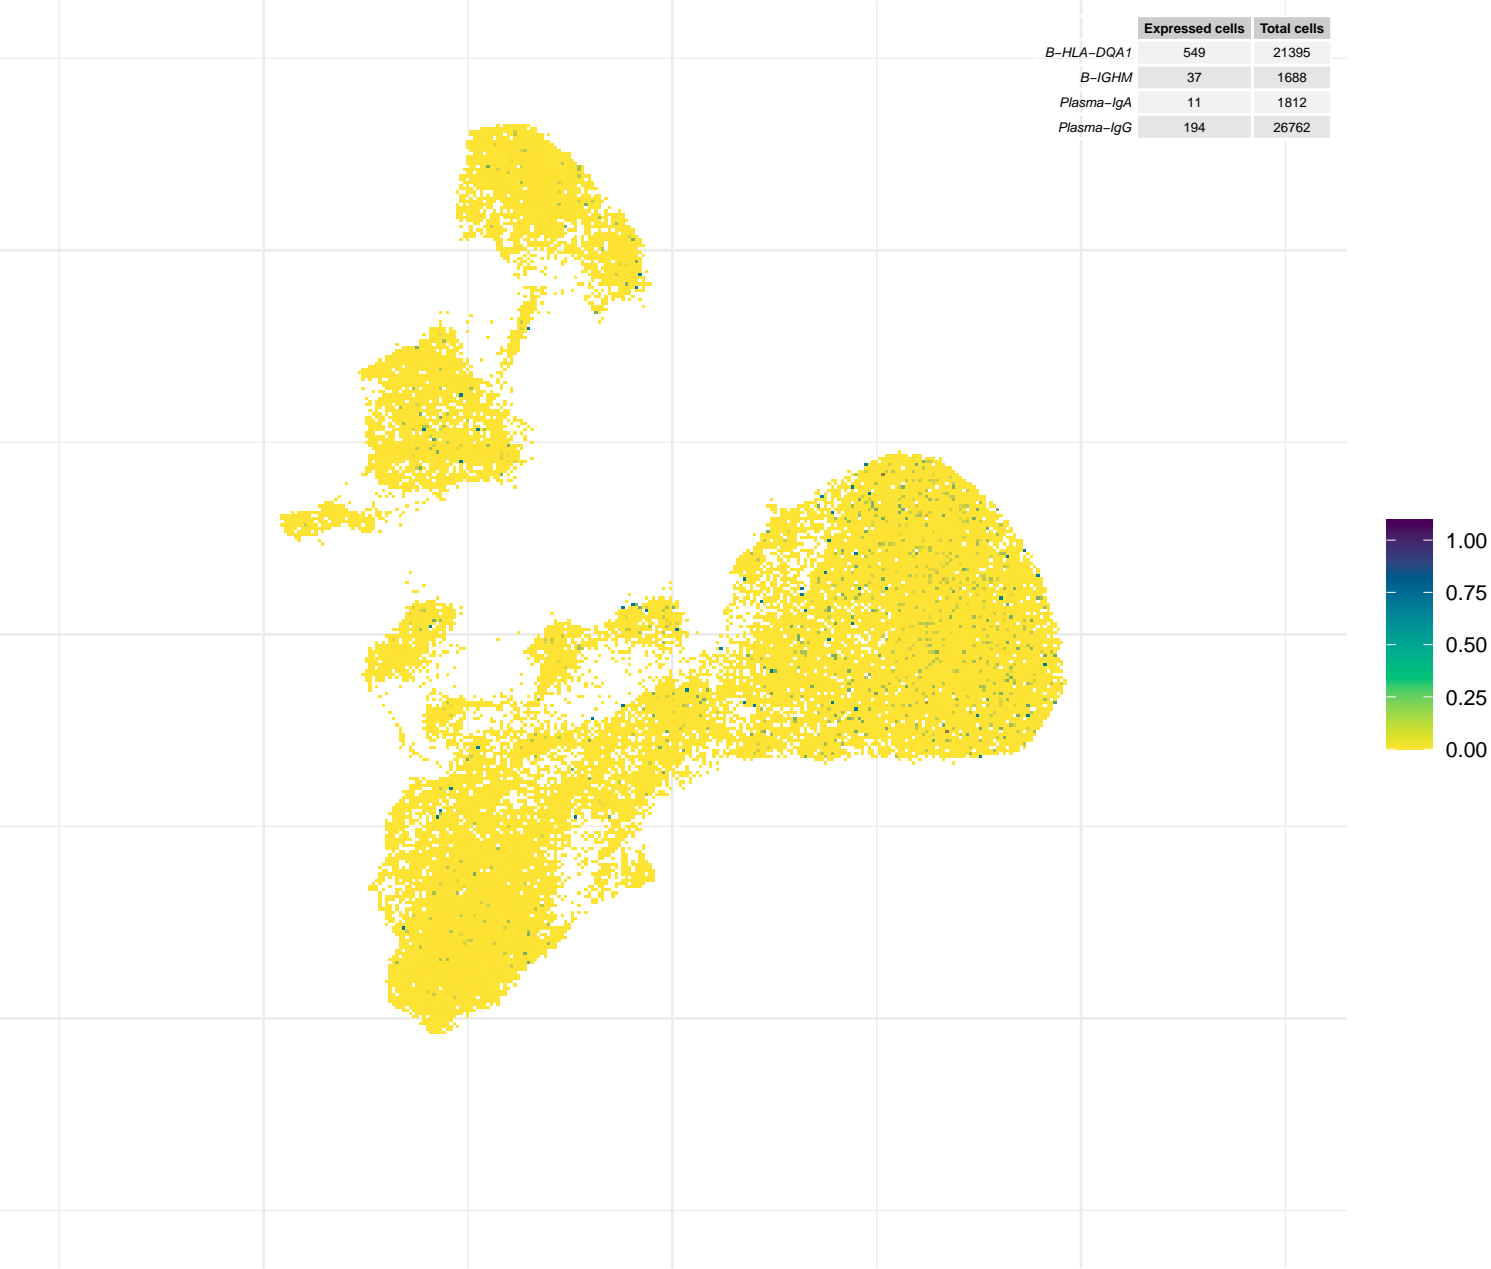 Expressed cells Total cells
B−HLA−DQA1 549 21395
B−IGHM 37 1688
Plasma−IgA 11 1812
Plasma−IgG 194 26762
1.00
0.75
0.50
0.25
0.00